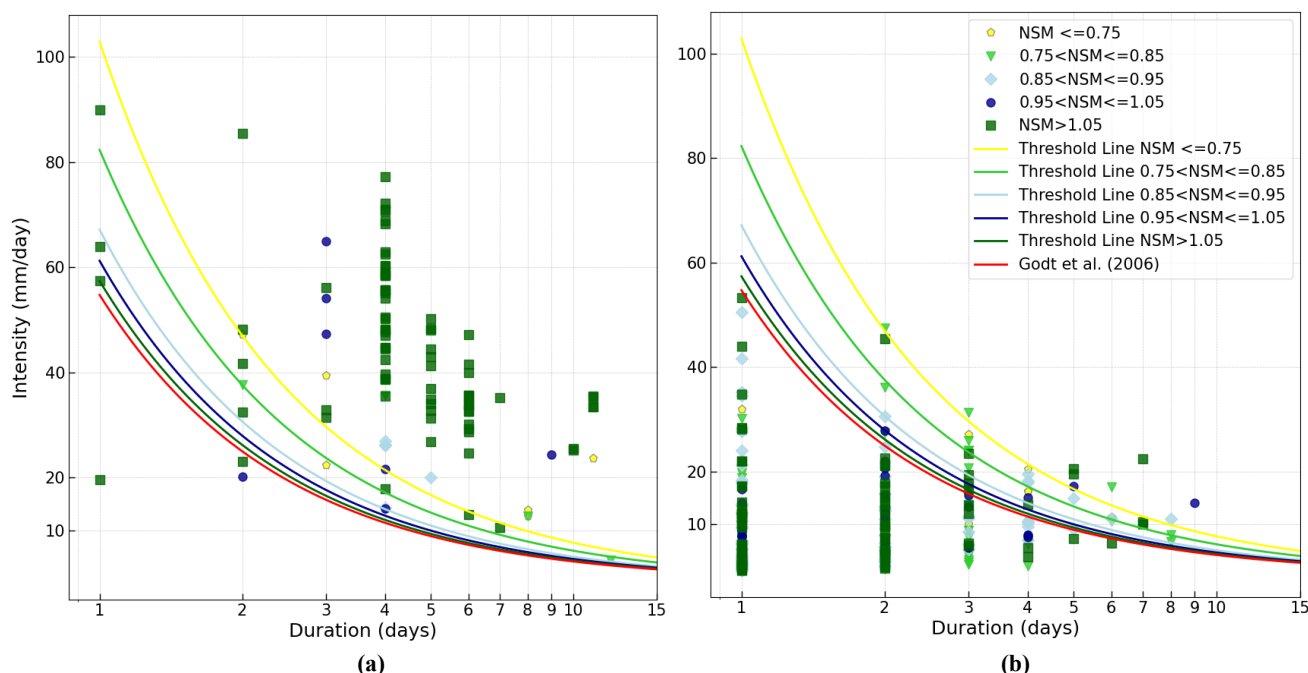 100
80
60
40
20
10
Intensity (mm/day)
1 2 3 4 5 6 7 8 9 10 15
Duration (days)
(a)
100
80
60
40
20
10
NSM <=0.75
0.75<NSM<=0.85
0.85<NSM<=0.95
0.95<NSM<=1.05
NSM>1.05
Threshold Line NSM <=0.75
Threshold Line 0.75<NSM<=0.85
Threshold Line 0.85<NSM<=0.95
Threshold Line 0.95<NSM<=1.05
Threshold Line NSM>1.05
Godt et al. (2006)
1 2 3 4 5 6 7 8 9 10 15
Duration (days)
(b)